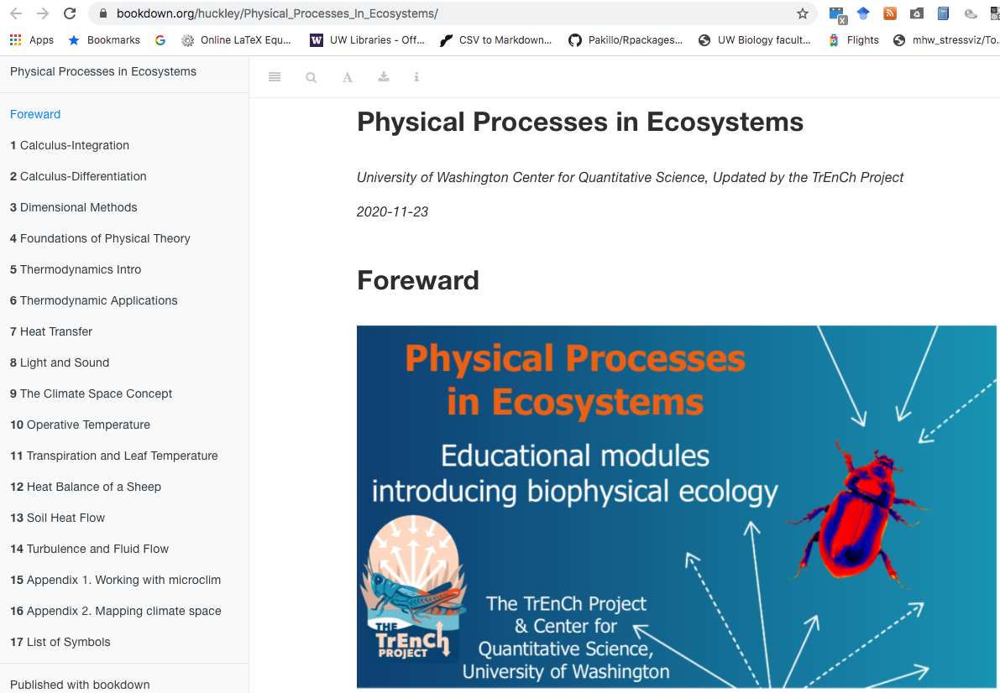 bookdown.org/huckley/Physical_Processes_In_Ecosystems/
Apps Bookmarks Online LaTeX Equ... UW Libraries - Off... CSV to Markdown... Pakillo/Rpackages... UW Biology facult... Flights mhw_stressviz/To...
Physical Processes in Ecosystems
Foreward
1 Calculus-Integration
2 Calculus-Differentiation
3 Dimensional Methods
4 Foundations of Physical Theory
5 Thermodynamics Intro
6 Thermodynamic Applications
7 Heat Transfer
8 Light and Sound
9 The Climate Space Concept
10 Operative Temperature
11 Transpiration and Leaf Temperature
12 Heat Balance of a Sheep
13 Soil Heat Flow
14 Turbulence and Fluid Flow
15 Appendix 1. Working with microclim
16 Appendix 2. Mapping climate space
17 List of Symbols
Published with bookdown
Physical Processes in Ecosystems
University of Washington Center for Quantitative Science, Updated by the TrEnCh Project
2020-11-23
Foreward
Physical Processes
in Ecosystems
Educational modules
introducing biophysical ecology
THE
TrEnCh
PROJECT
The TrEnCh Project
& Center for
Quantitative Science,
University of Washington